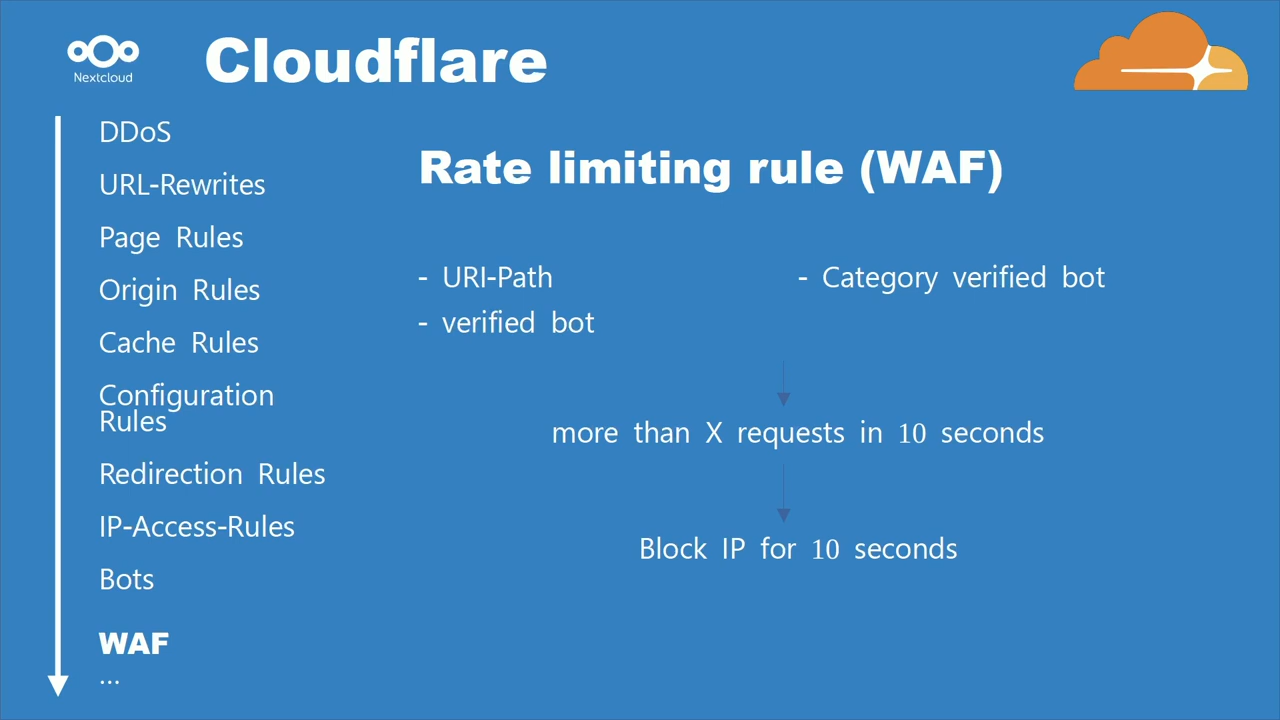 Nextcloud
Cloudflare
DDoS
URL-Rewrites
Page Rules
Origin Rules
Cache Rules
Configuration
Rules
Redirection Rules
IP-Access-Rules
Bots
WAF
...
Rate limiting rule (WAF)
- URI-Path
- verified bot
- Category verified bot
more than X requests in 10 seconds
Block IP for 10 seconds